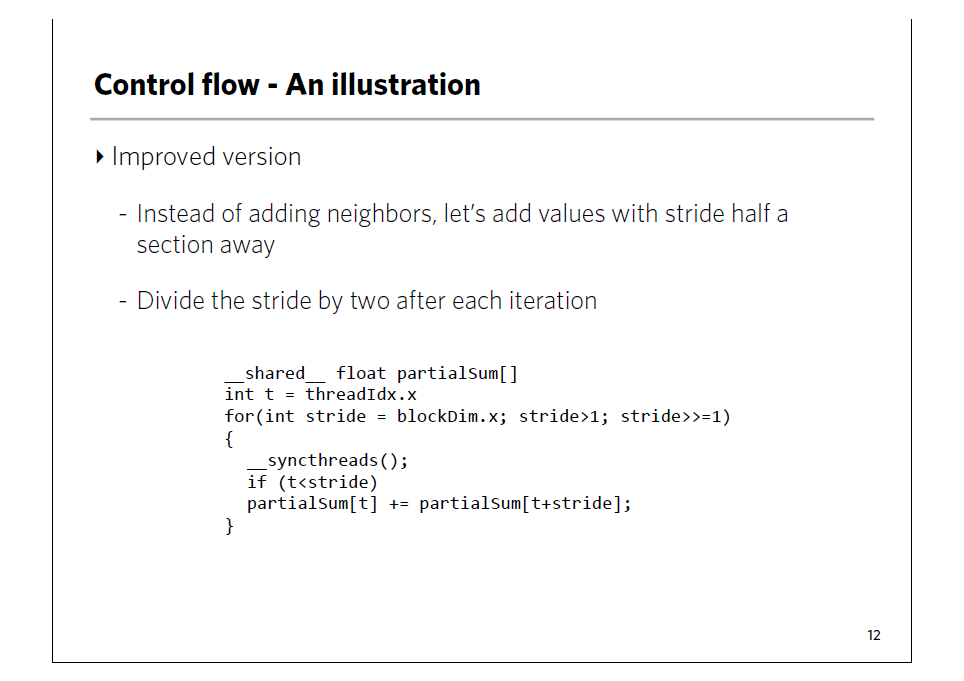 Control flow - An illustration
Improved version
- Instead of adding neighbors, let's add values with stride half a
section away
- Divide the stride by two after each iteration
__shared__ float partialSum[]
int t = threadIdx.x
for(int stride = blockDim.x; stride>1; stride>>=1)
{
  __syncthreads();
  if (t<stride)
  partialSum[t] += partialSum[t+stride];
}
12